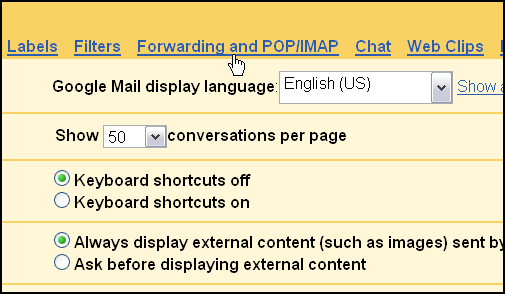 Labels Filters Forwarding and POP/IMAP Chat Web Clips
Google Mail display language: English (US) Show
Show 50 conversations per page
Keyboard shortcuts off
Keyboard shortcuts on
Always display external content (such as images) sent by
Ask before displaying external content